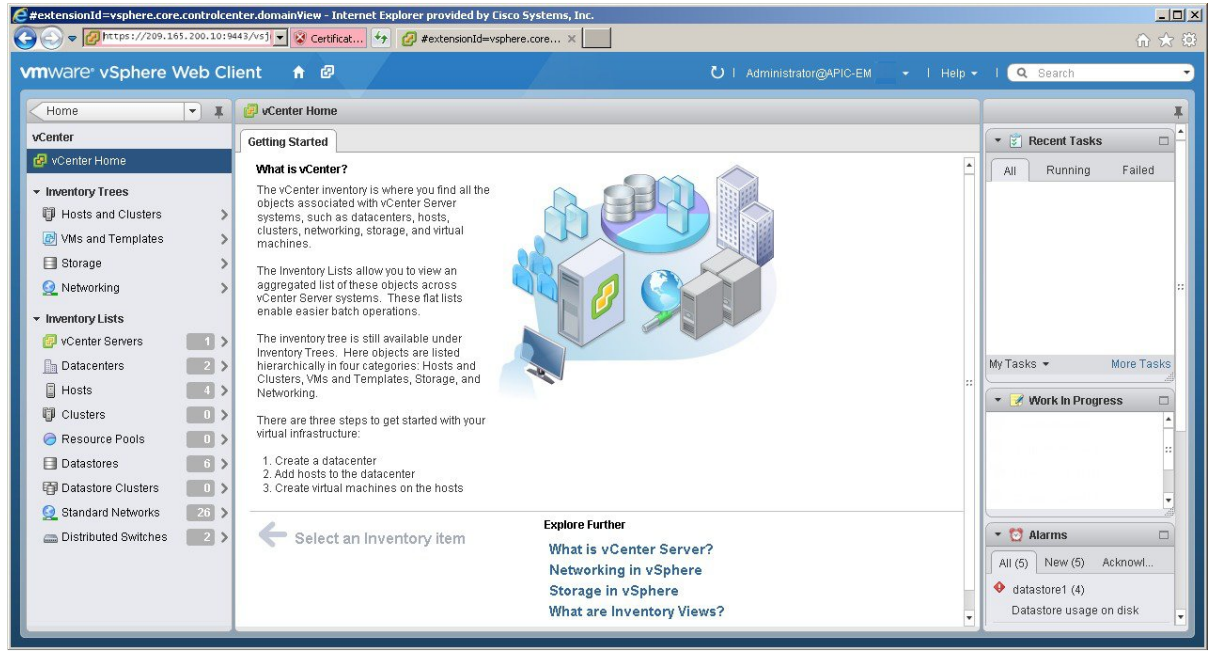 #extensionId=vsphere.core.controlcenter.domainView - Internet Explorer provided by Cisco Systems, Inc.
https://209.165.200.10:9443/vsj
Certificat...
#extensionId=vsphere.core...
vmware® vSphere Web Client
Administrator@APIC-EM
Help
Search
Home
vCenter
vCenter Home
Inventory Trees
Hosts and Clusters
VMs and Templates
Storage
Networking
Inventory Lists
vCenter Servers 1
Datacenters 2
Hosts 4
Clusters 0
Resource Pools 0
Datastores 6
Datastore Clusters 0
Standard Networks 26
Distributed Switches 2
vCenter Home
Getting Started
What is vCenter?
The vCenter inventory is where you find all the
objects associated with vCenter Server
systems, such as datacenters, hosts,
clusters, networking, storage, and virtual
machines.
The Inventory Lists allow you to view an
aggregated list of these objects across
vCenter Server systems. These flat lists
enable easier batch operations.
The inventory tree is still available under
Inventory Trees. Here objects are listed
hierarchically in four categories: Hosts and
Clusters, VMs and Templates, Storage, and
Networking.
There are three steps to get started with your
virtual infrastructure:
1. Create a datacenter
2. Add hosts to the datacenter
3. Create virtual machines on the hosts
Select an Inventory item
Explore Further
What is vCenter Server?
Networking in vSphere
Storage in vSphere
What are Inventory Views?
Recent Tasks
All Running Failed
My Tasks More Tasks
Work In Progress
Alarms
All (5) New (5) Acknowl...
datastore1 (4)
Datastore usage on disk